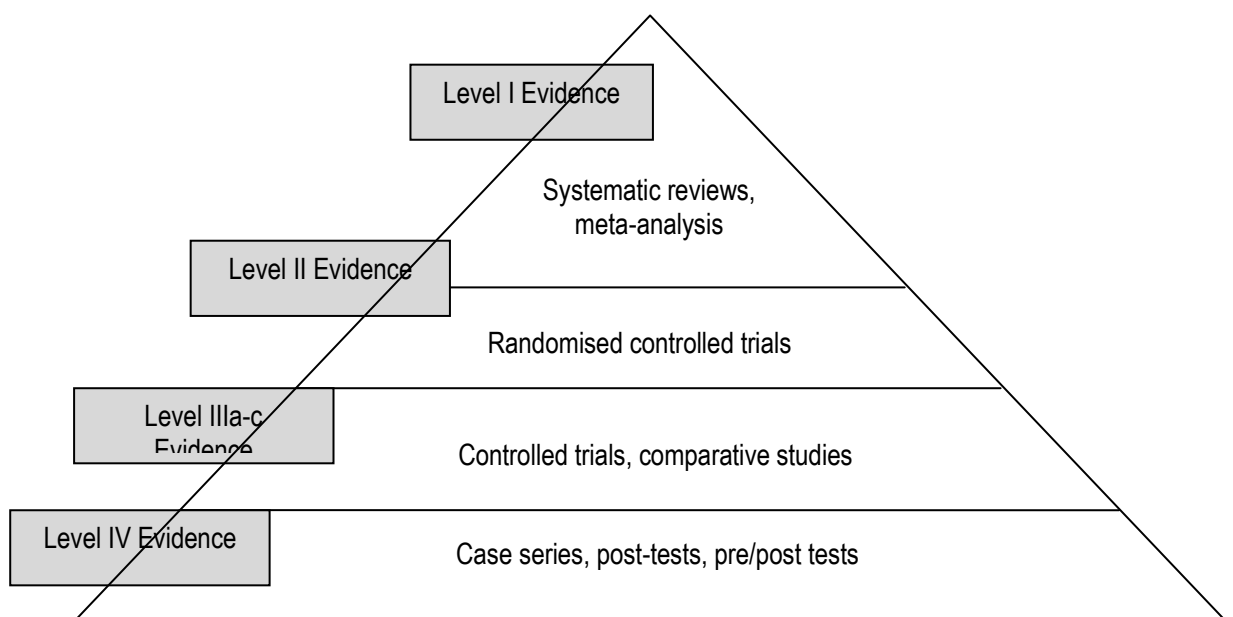 Level I Evidence
Systematic reviews,
meta-analysis
Level II Evidence
Randomised controlled trials
Level IIIa-c
Evidence
Controlled trials, comparative studies
Level IV Evidence
Case series, post-tests, pre/post tests